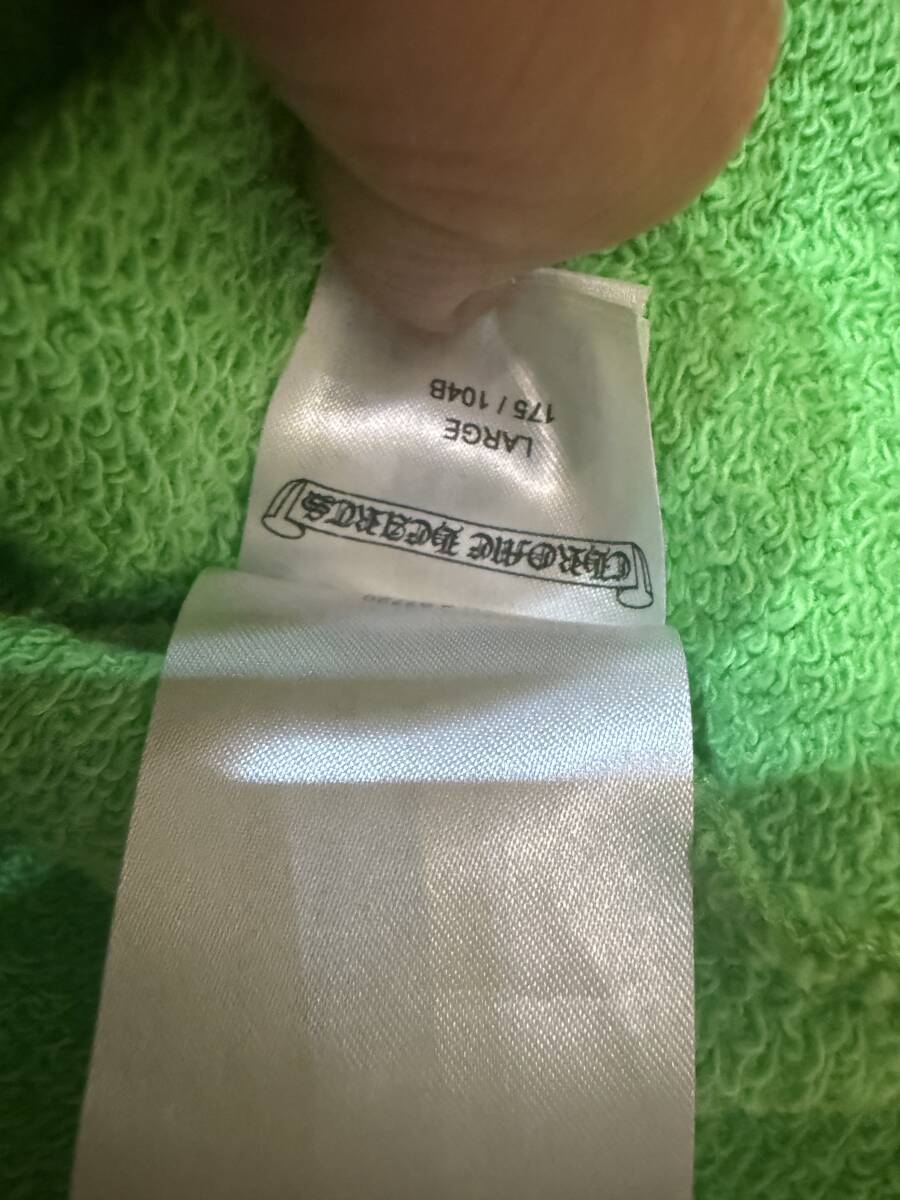 CHROME HEARTS
LARGE
175 / 104B